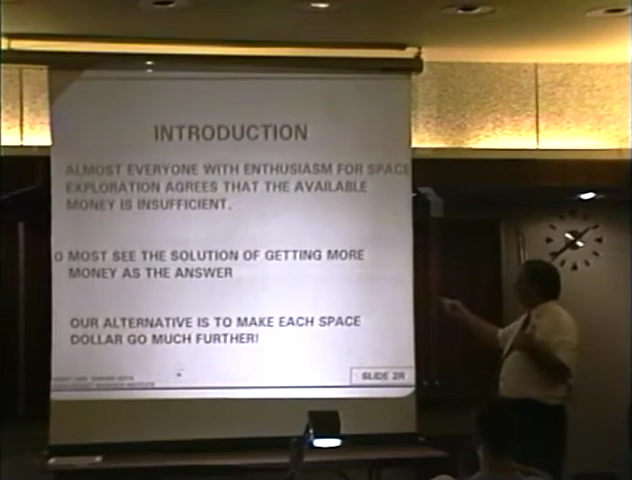 INTRODUCTION
ALMOST EVERYONE WITH ENTHUSIASM FOR SPACE
EXPLORATION AGREES THAT THE AVAILABLE
MONEY IS INSUFFICIENT.
O MOST SEE THE SOLUTION OF GETTING MORE
MONEY AS THE ANSWER
OUR ALTERNATIVE IS TO MAKE EACH SPACE
DOLLAR GO MUCH FURTHER!
SLIDE 2R